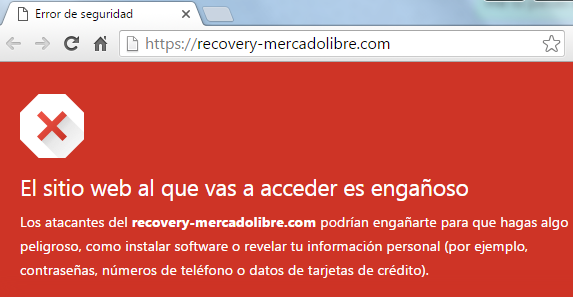 Error de seguridad
https://recovery-mercadolibre.com
El sitio web al que vas a acceder es engañoso
Los atacantes del recovery-mercadolibre.com podrían engañarte para que hagas algo
peligroso, como instalar software o revelar tu información personal (por ejemplo,
contraseñas, números de teléfono o datos de tarjetas de crédito).